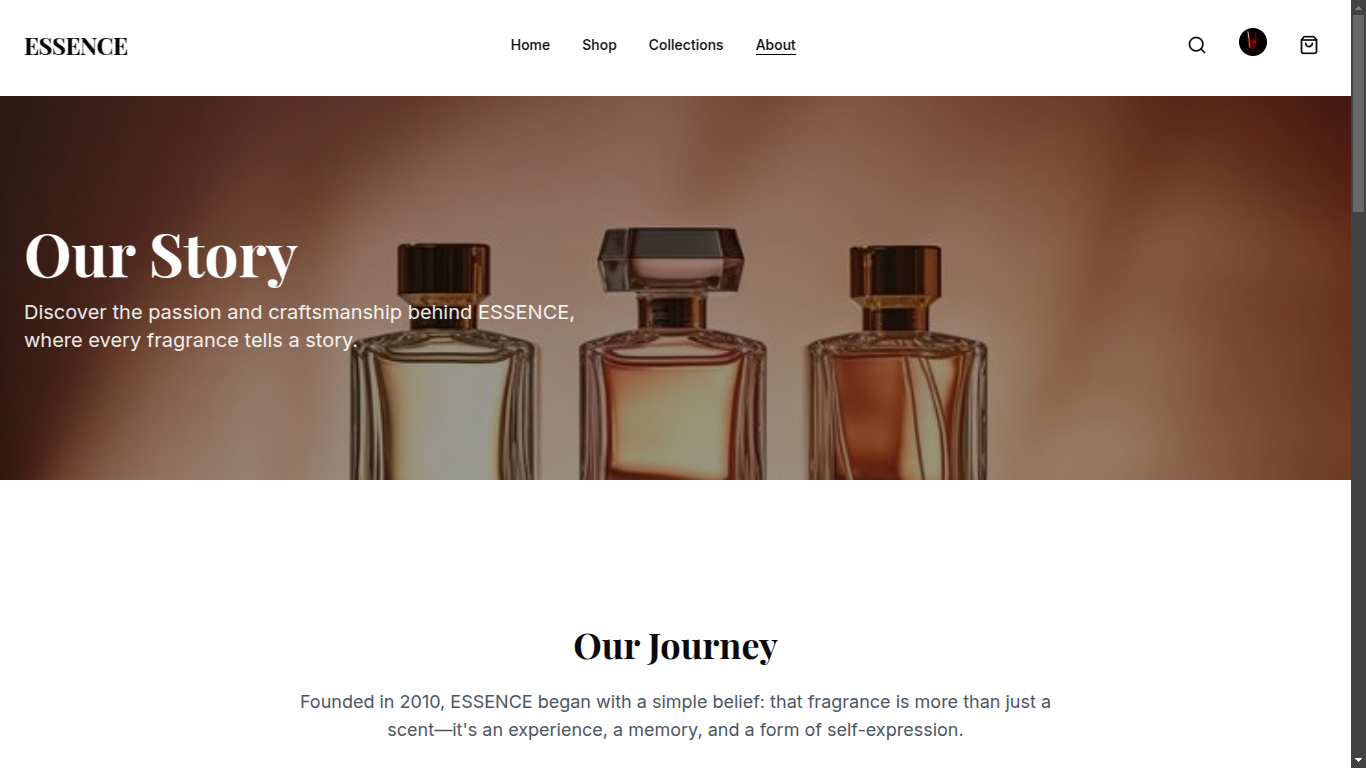 ESSENCE
Home
Shop
Collections
About
Our Story
Discover the passion and craftsmanship behind ESSENCE,
where every fragrance tells a story.
Our Journey
Founded in 2010, ESSENCE began with a simple belief: that fragrance is more than just a
scent—it's an experience, a memory, and a form of self-expression.